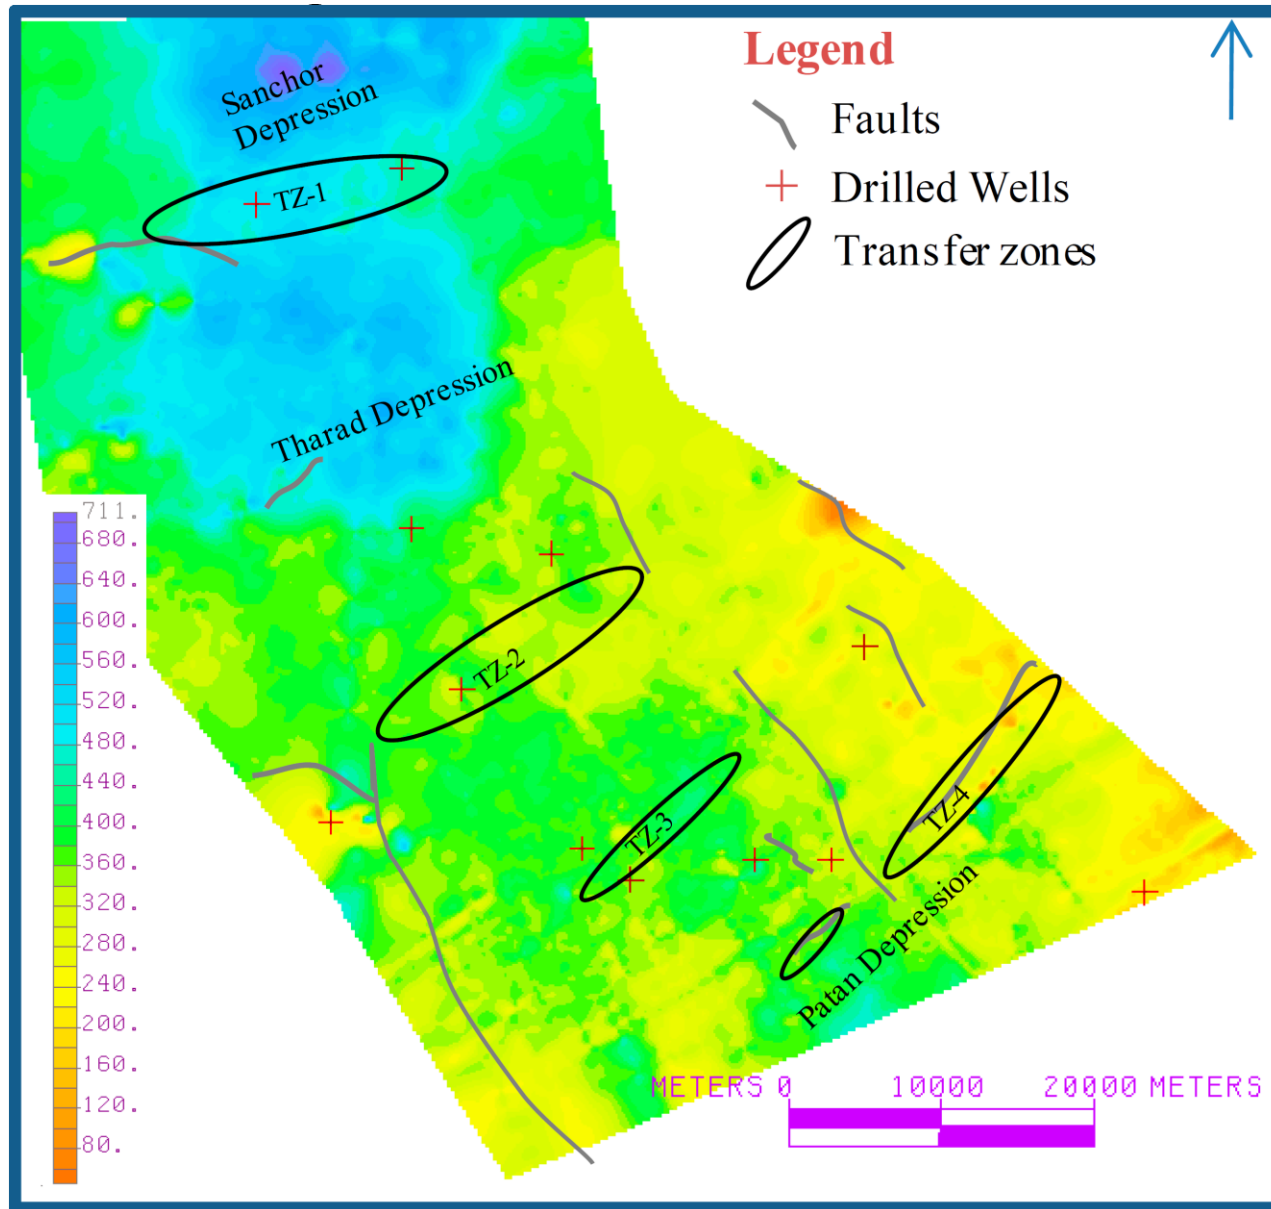 Legend
Faults
Drilled Wells
Transfer zones
Sanchor
Depression
TZ-1
Tharad Depression
TZ-2
TZ-3
TZ-4
Patan Depression
711.
680.
640.
600.
560.
520.
480.
440.
400.
360.
320.
280.
240.
200.
160.
120.
80.
METERS 0 10000 20000 METERS